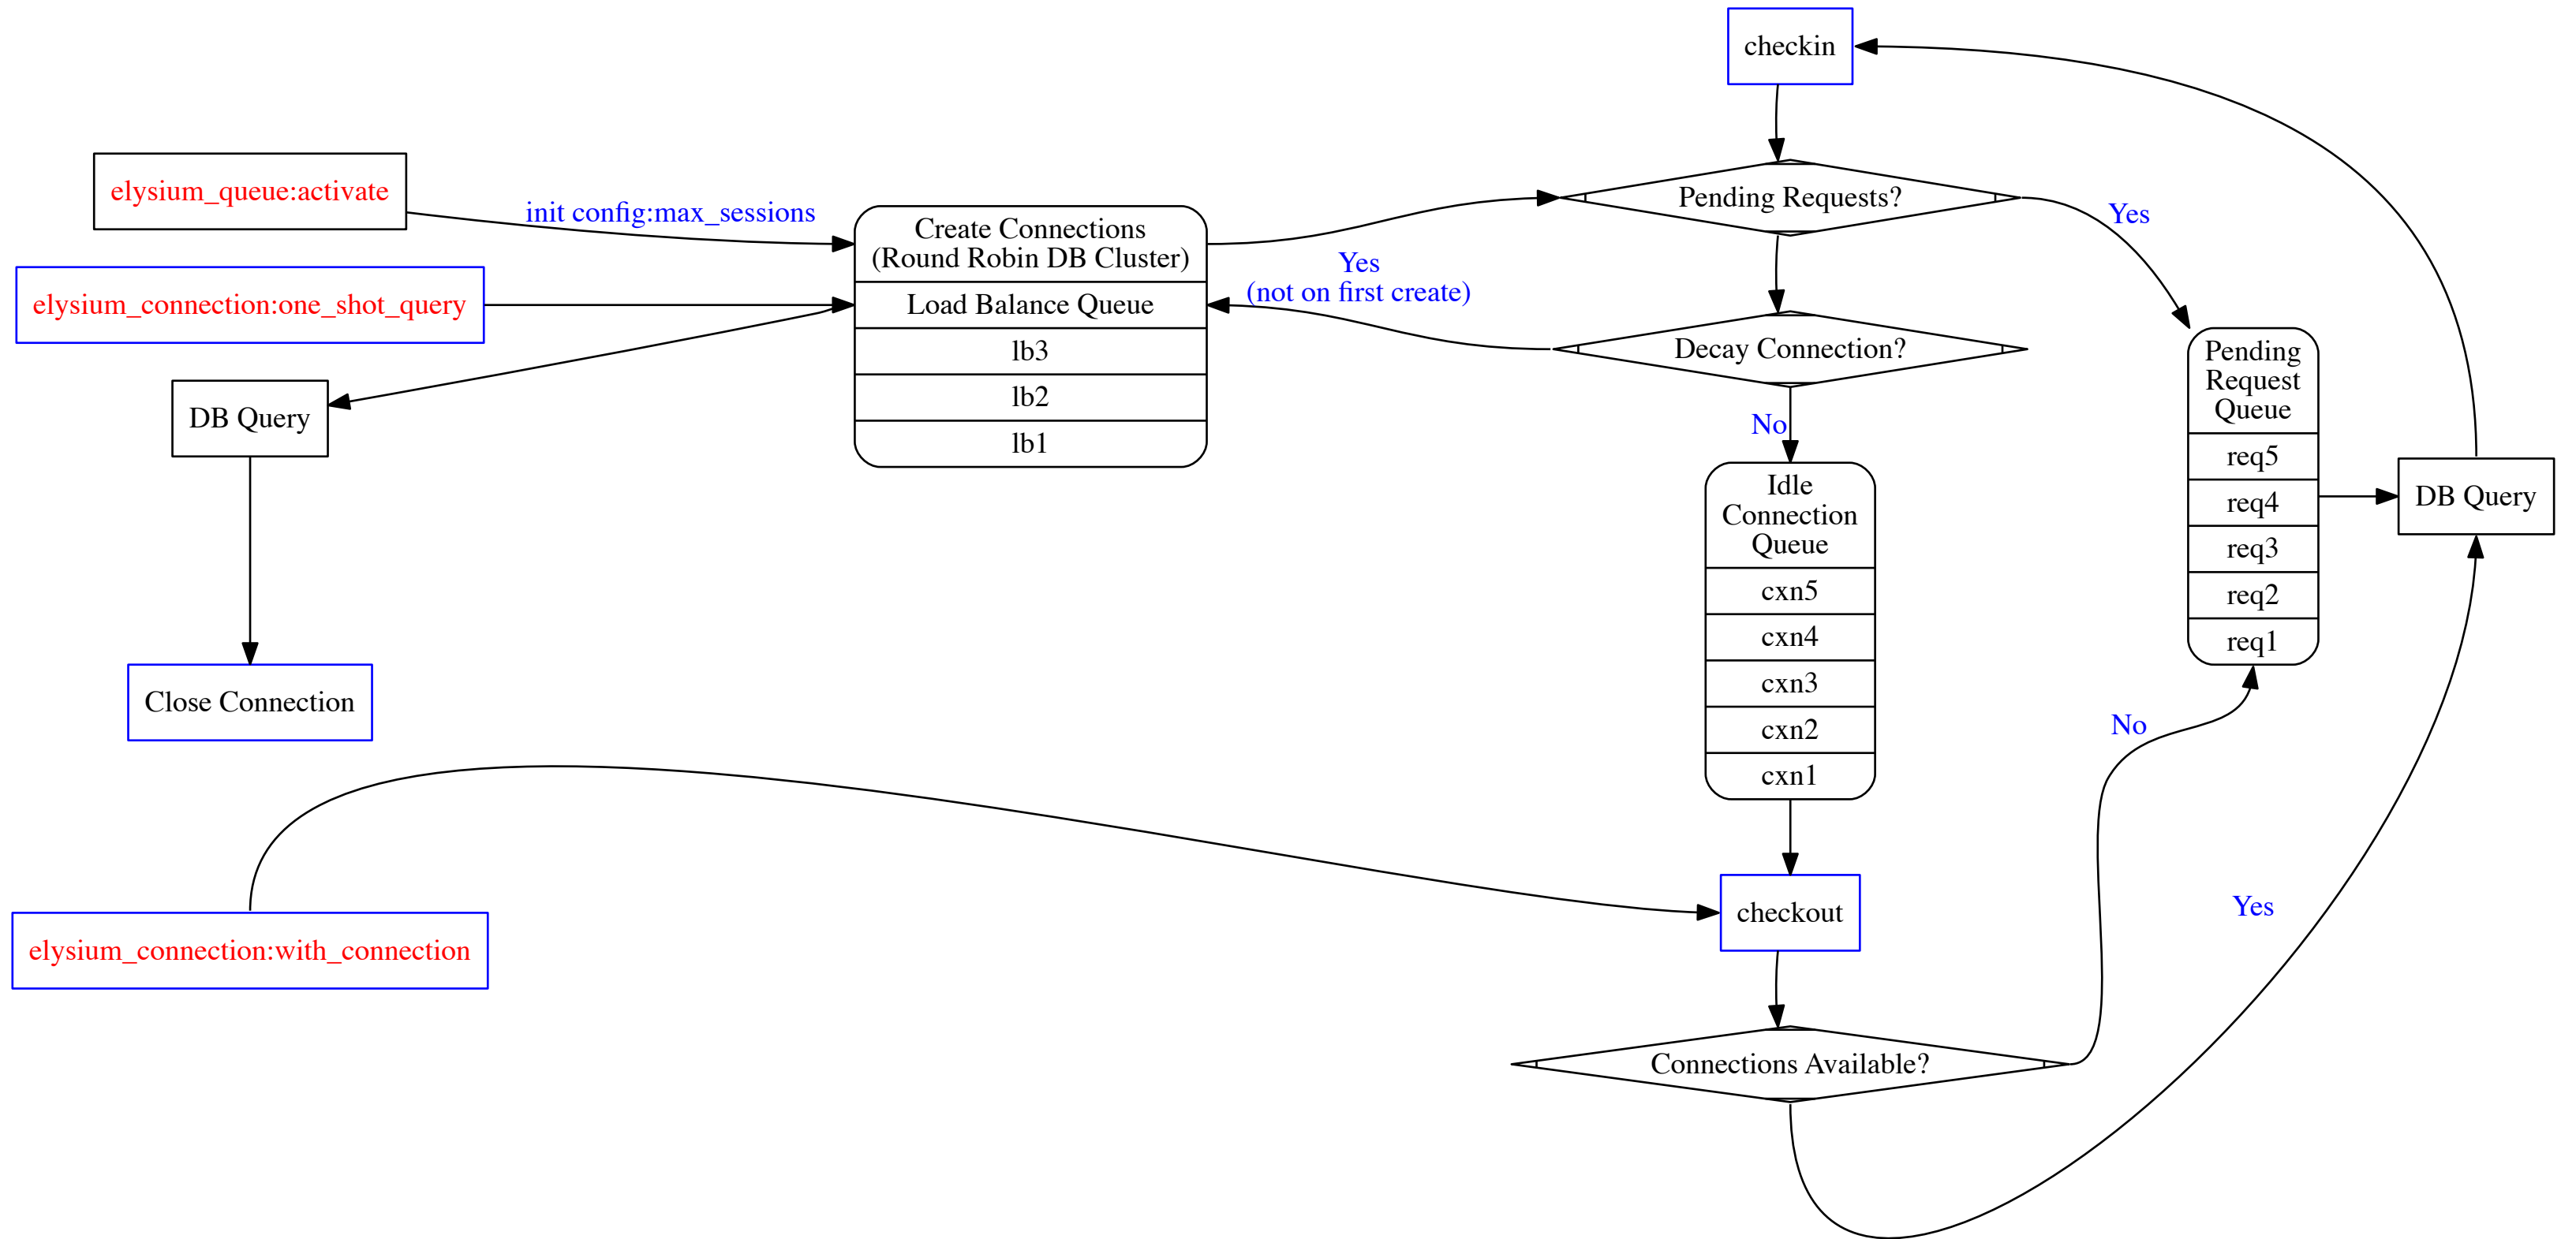 checkin
elysium_queue:activate
init config:max_sessions
Create Connections
(Round Robin DB Cluster)
Load Balance Queue
lb3
lb2
lb1
Pending Requests?
Yes
elysium_connection:one_shot_query
Yes
(not on first create)
Decay Connection?
No
DB Query
Close Connection
Idle
Connection
Queue
cxn5
cxn4
cxn3
cxn2
cxn1
Pending
Request
Queue
req5
req4
req3
req2
req1
DB Query
No
Yes
elysium_connection:with_connection
checkout
Connections Available?